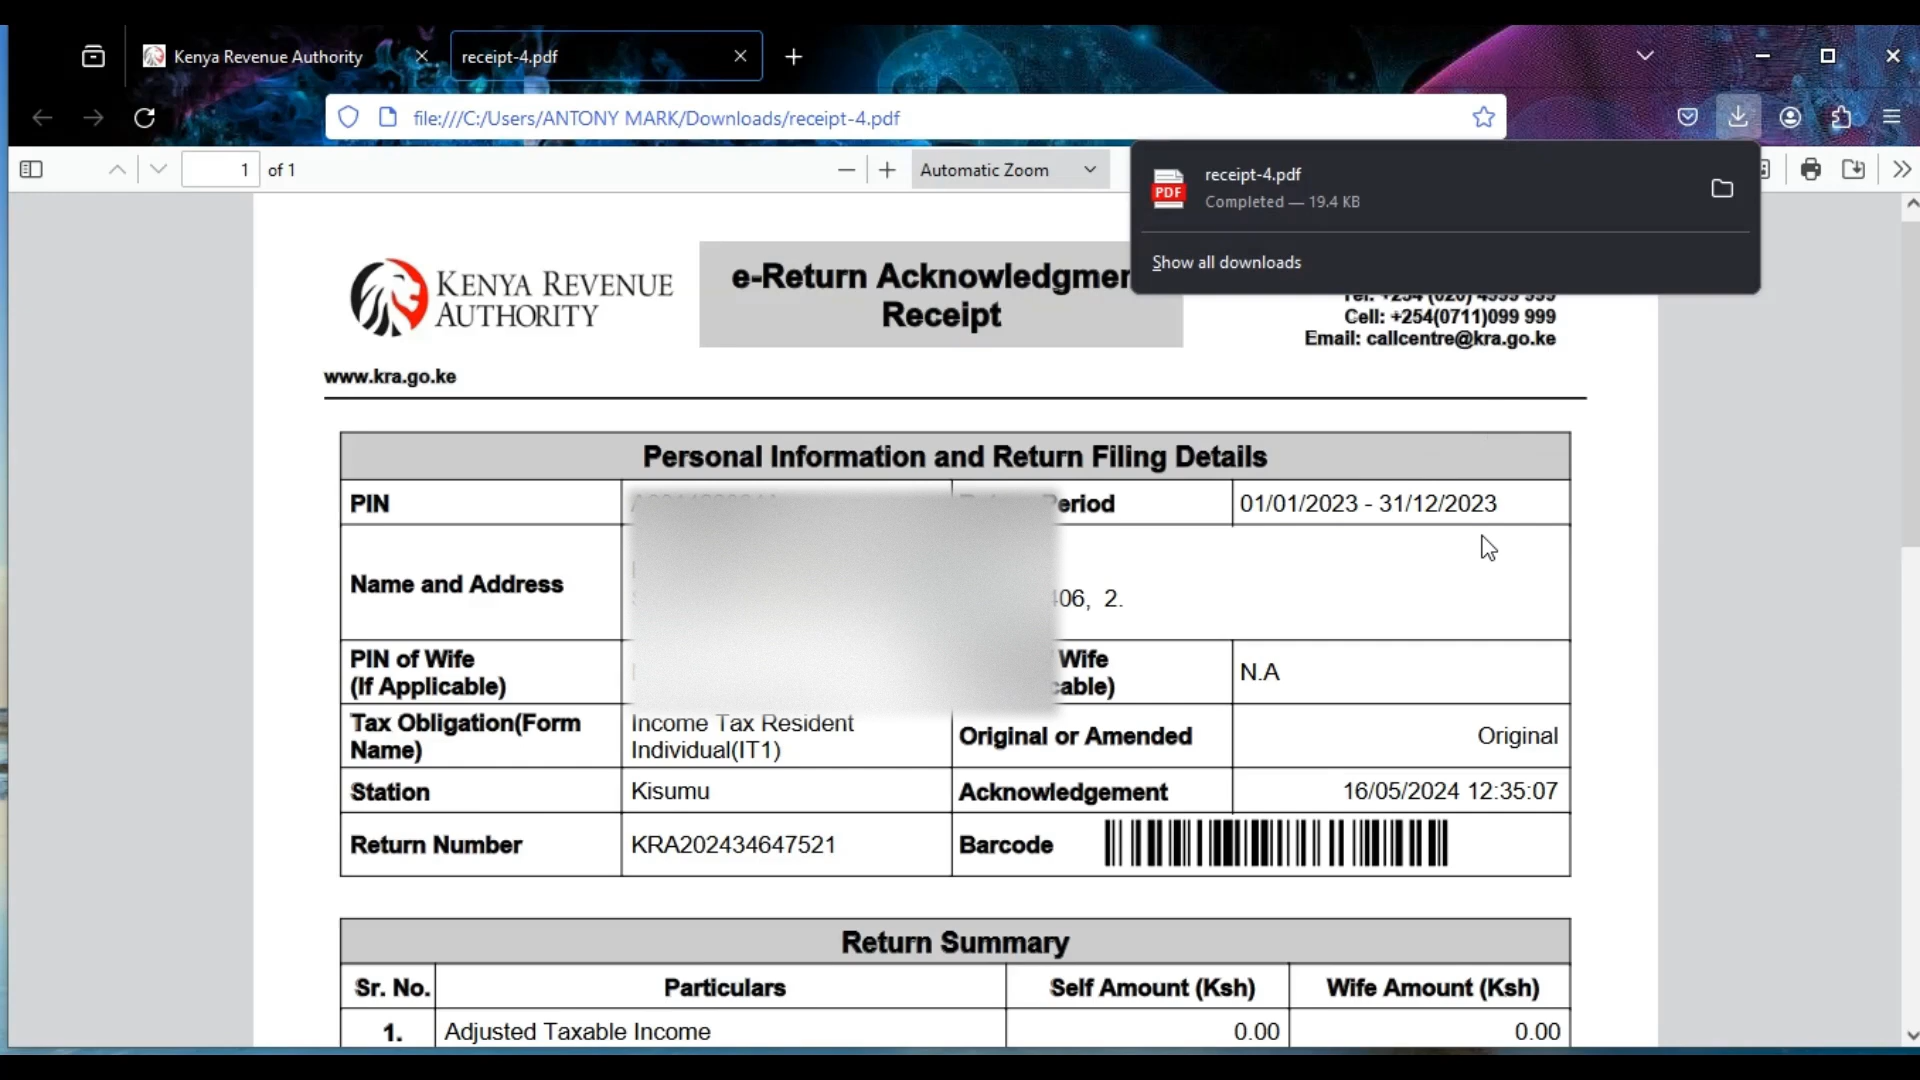 Kenya Revenue Authority
receipt-4.pdf
file:///C:/Users/ANTONY MARK/Downloads/receipt-4.pdf
1 of 1
Automatic Zoom
PDF
receipt-4.pdf
Completed — 19.4 KB
Show all downloads
KENYA REVENUE
AUTHORITY
e-Return Acknowledgmen
Receipt
Tel: +254 (020) 4999 999
Cell: +254(0711)099 999
Email: callcentre@kra.go.ke
www.kra.go.ke
Personal Information and Return Filing Details
PIN
eriod 01/01/2023 - 31/12/2023
Name and Address
06, 2.
PIN of Wife
(If Applicable)
Wife
cable)
N.A
Tax Obligation(Form
Name)
Income Tax Resident
Individual(IT1)
Original or Amended Original
Station Kisumu Acknowledgement 16/05/2024 12:35:07
Return Number KRA202434647521 Barcode
Return Summary
Sr. No. Particulars Self Amount (Ksh) Wife Amount (Ksh)
1. Adjusted Taxable Income 0.00 0.00